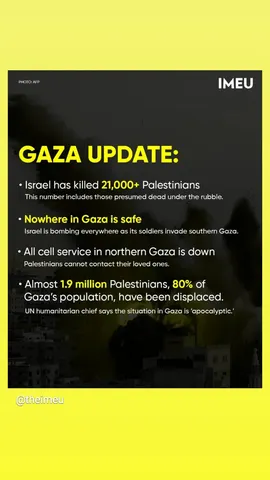 PHOTO: AFP
IMEU
GAZA UPDATE:
• Israel has killed 21,000+ Palestinians
This number includes those presumed dead under the rubble.
• Nowhere in Gaza is safe
Israel is bombing everywhere as its soldiers invade southern Gaza.
• All cell service in northern Gaza is down
Palestinians cannot contact their loved ones.
• Almost 1.9 million Palestinians, 80% of
Gaza's population, have been displaced.
UN humanitarian chief says the situation in Gaza is 'apocalyptic.'
@theimeu